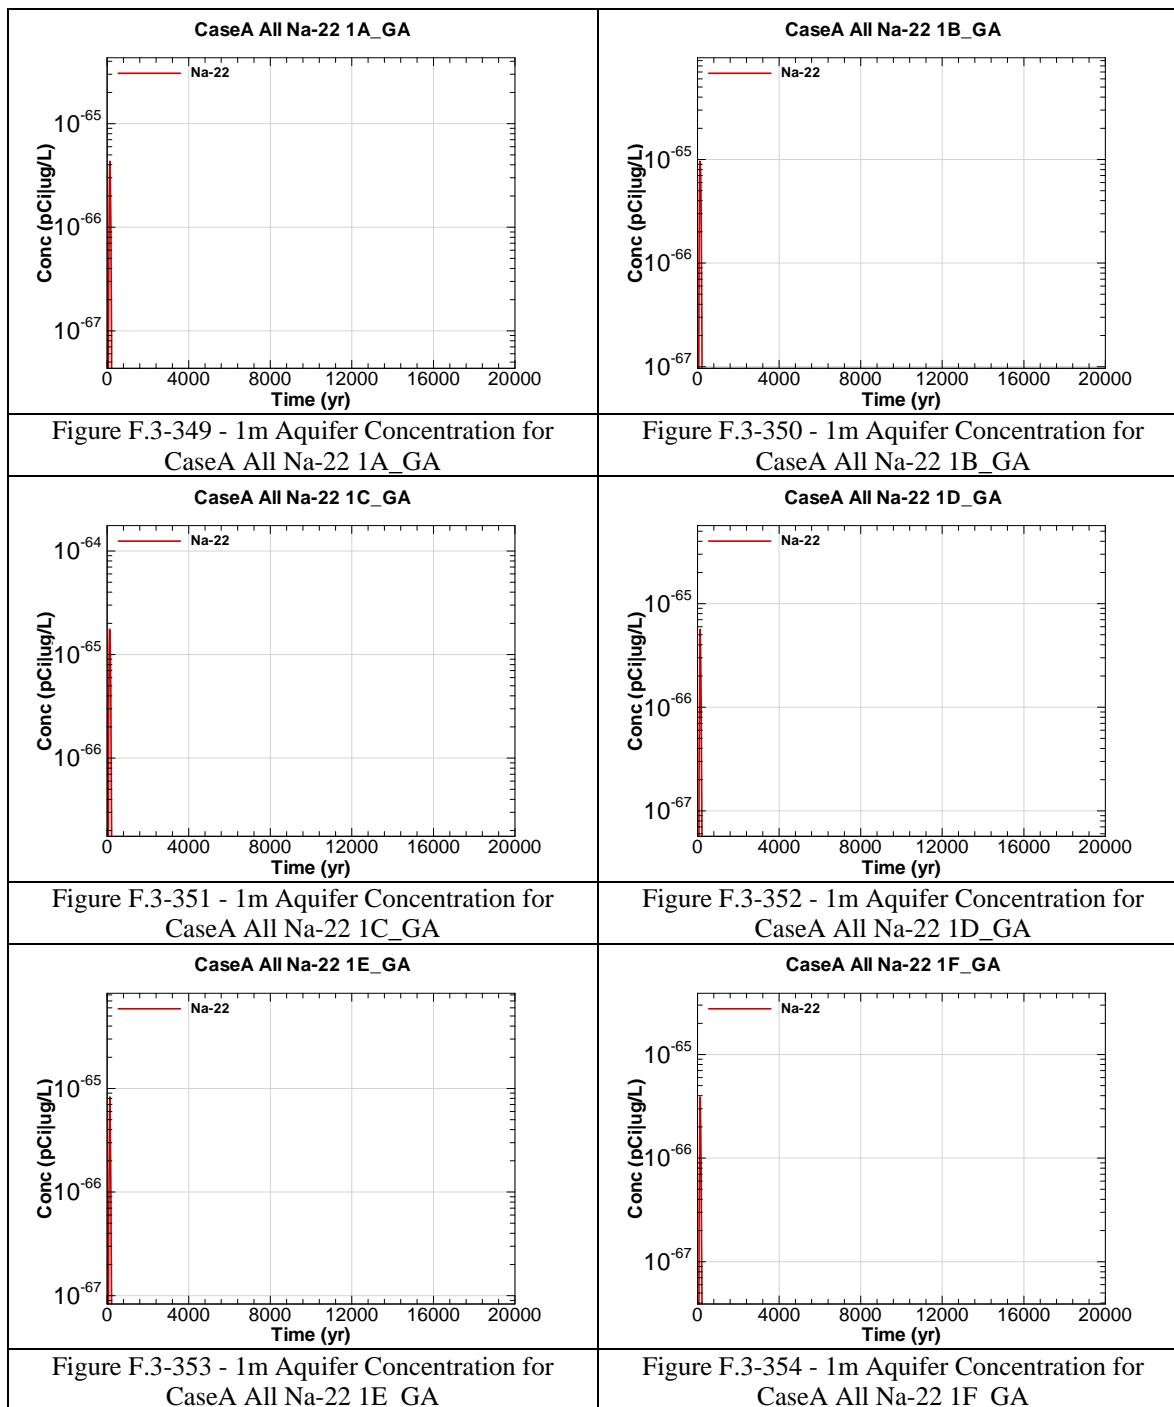 CaseA All Na-22 1A_GA
Na-22
10-65
10-66
10-67
Conc (pCi|ug/L)
0 4000 8000 12000 16000 20000
Time (yr)
Figure F.3-349 - 1m Aquifer Concentration for
CaseA All Na-22 1A_GA
CaseA All Na-22 1B_GA
Na-22
10-65
10-66
10-67
Conc (pCi|ug/L)
0 4000 8000 12000 16000 20000
Time (yr)
Figure F.3-350 - 1m Aquifer Concentration for
CaseA All Na-22 1B_GA
CaseA All Na-22 1C_GA
Na-22
10-64
10-65
10-66
Conc (pCi|ug/L)
0 4000 8000 12000 16000 20000
Time (yr)
Figure F.3-351 - 1m Aquifer Concentration for
CaseA All Na-22 1C_GA
CaseA All Na-22 1D_GA
Na-22
10-65
10-66
10-67
Conc (pCi|ug/L)
0 4000 8000 12000 16000 20000
Time (yr)
Figure F.3-352 - 1m Aquifer Concentration for
CaseA All Na-22 1D_GA
CaseA All Na-22 1E_GA
Na-22
10-65
10-66
10-67
Conc (pCi|ug/L)
0 4000 8000 12000 16000 20000
Time (yr)
Figure F.3-353 - 1m Aquifer Concentration for
CaseA All Na-22 1E_GA
CaseA All Na-22 1F_GA
Na-22
10-65
10-66
10-67
Conc (pCi|ug/L)
0 4000 8000 12000 16000 20000
Time (yr)
Figure F.3-354 - 1m Aquifer Concentration for
CaseA All Na-22 1F_GA